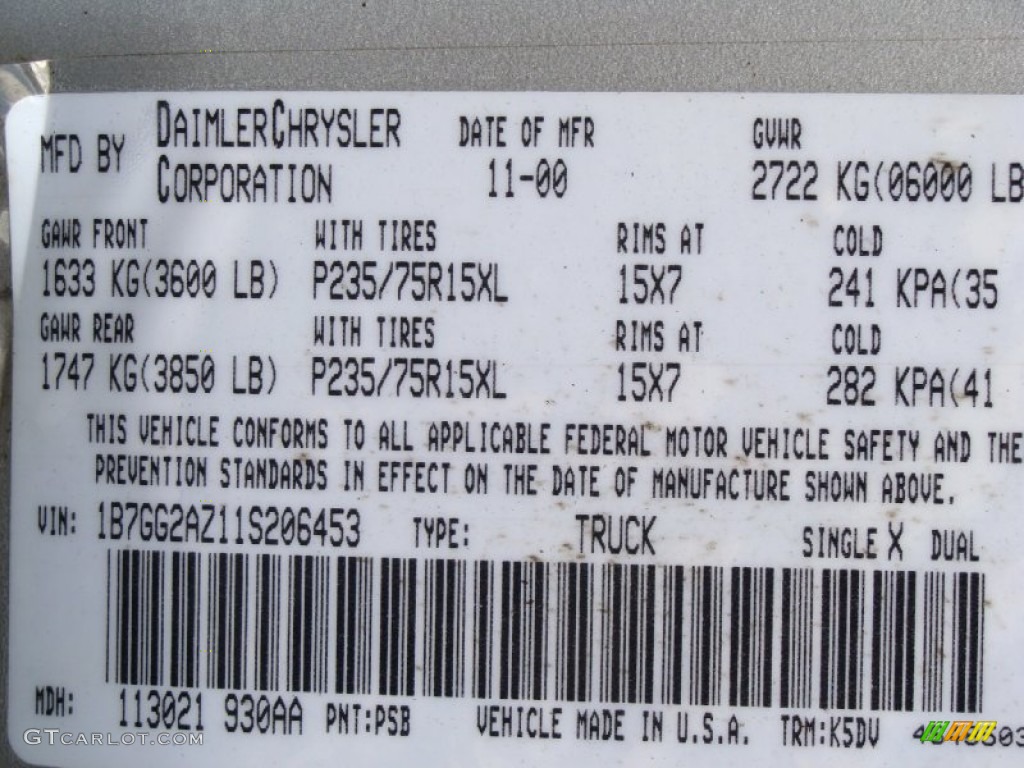 MFD BY DAIMLERCHRYSLER CORPORATION DATE OF MFR 11-00 GVWR 2722 KG(06000 LB
GAWR FRONT WITH TIRES RIMS AT COLD
1633 KG(3600 LB) P235/75R15XL 15X7 241 KPA(35
GAWR REAR WITH TIRES RIMS AT COLD
1747 KG(3850 LB) P235/75R15XL 15X7 282 KPA(41
THIS VEHICLE CONFORMS TO ALL APPLICABLE FEDERAL MOTOR VEHICLE SAFETY AND THE
PREVENTION STANDARDS IN EFFECT ON THE DATE OF MANUFACTURE SHOWN ABOVE.
VIN: 1B7GG2AZ11S206453 TYPE: TRUCK SINGLE X DUAL
MDH: 113021 930AA PNT:PSB VEHICLE MADE IN U.S.A. TRM:K5DV
GTCARLOT.COM